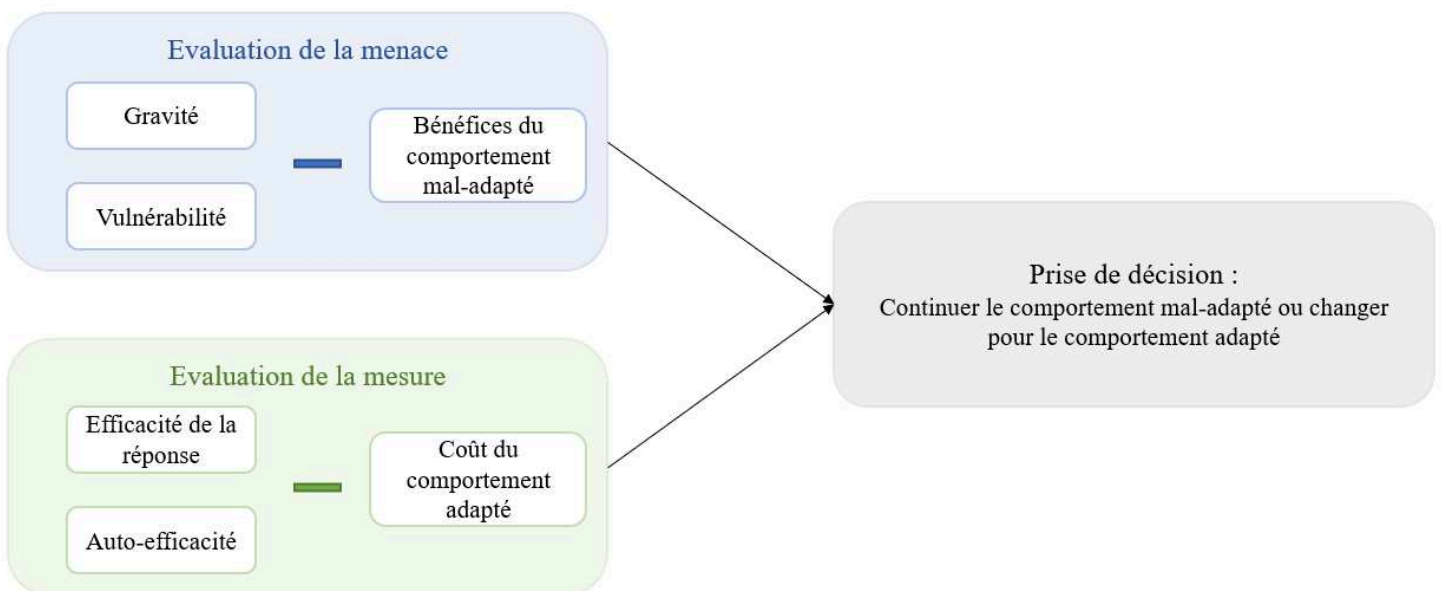 Evaluation de la menace
Gravité
Vulnérabilité
Bénéfices du
comportement
mal-adapté
Evaluation de la mesure
Efficacité de la
réponse
Auto-efficacité
Coût du
comportement
adapté
Prise de décision :
Continuer le comportement mal-adapté ou changer
pour le comportement adapté